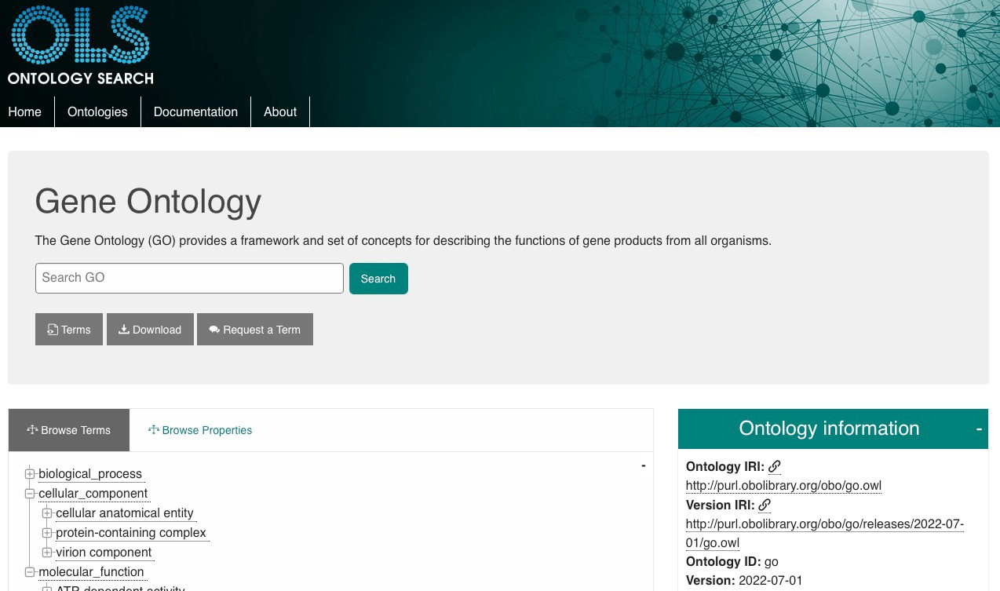 OLS
ONTOLOGY SEARCH
Home
Ontologies
Documentation
About
Gene Ontology
The Gene Ontology (GO) provides a framework and set of concepts for describing the functions of gene products from all organisms.
Search GO
Search
Terms
Download
Request a Term
Browse Terms
Browse Properties
-
biological_process
cellular_component
cellular anatomical entity
protein-containing complex
virion component
molecular_function
ATP-dependent activity
Ontology information -
Ontology IRI:
http://purl.obolibrary.org/obo/go.owl
Version IRI:
http://purl.obolibrary.org/obo/go/releases/2022-07-
01/go.owl
Ontology ID: go
Version: 2022-07-01